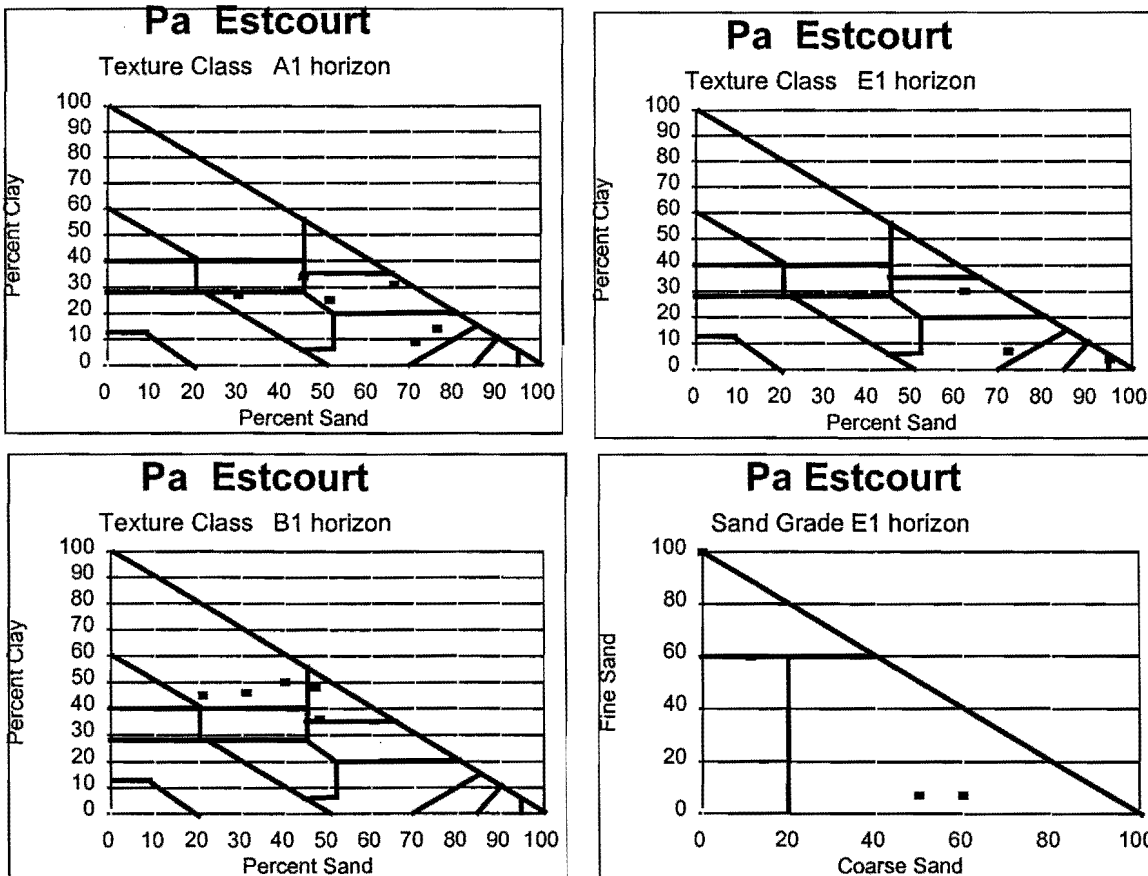 Pa Estcourt
Texture Class A1 horizon
100
90
80
70
60
50
40
30
20
10
0
Percent Clay
0 10 20 30 40 50 60 70 80 90 100
Percent Sand
Pa Estcourt
Texture Class E1 horizon
100
90
80
70
60
50
40
30
20
10
0
Percent Clay
0 10 20 30 40 50 60 70 80 90 100
Percent Sand
Pa Estcourt
Texture Class B1 horizon
100
90
80
70
60
50
40
30
20
10
0
Percent Clay
0 10 20 30 40 50 60 70 80 90 100
Percent Sand
Pa Estcourt
Sand Grade E1 horizon
100
80
60
40
20
0
Fine Sand
0 20 40 60 80 100
Coarse Sand